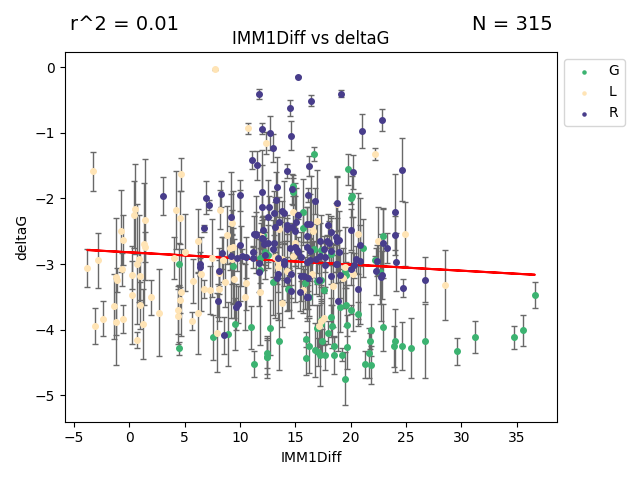 r^2 = 0.01 N = 315
IMM1Diff vs deltaG
G
L
R
deltaG
0
−1
−2
−3
−4
−5
−5 0 5 10 15 20 25 30 35
IMM1Diff